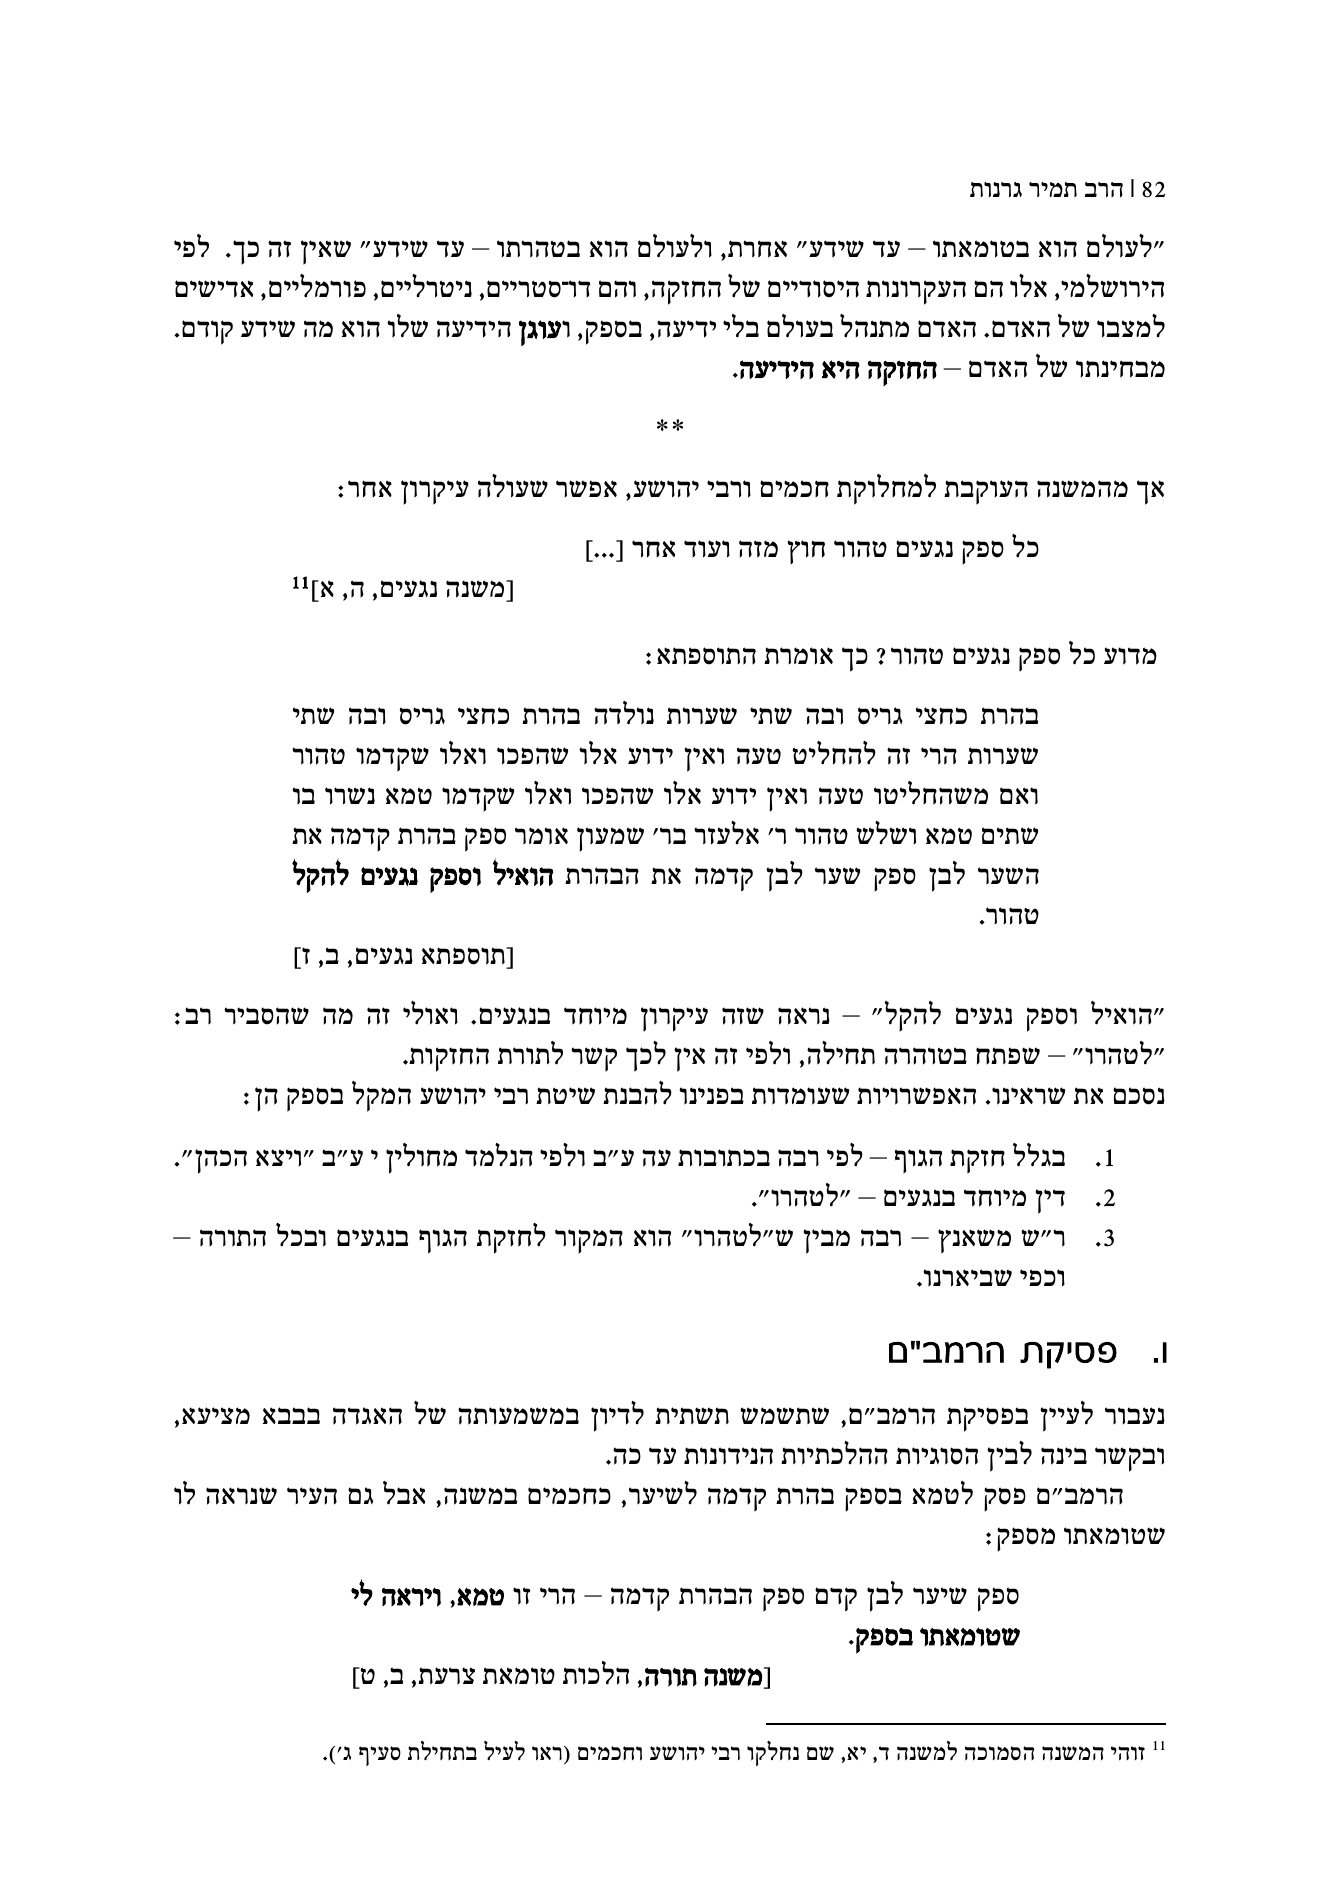 82 | הרב תמיר גרנות
״לעולם הוא בטומאתו – עד שידע״ אחרת, ולעולם הוא בטהרתו – עד שידע״ שאין זה כך. לפי
הירושלמי, אלו הם העקרונות היסודיים של החזקה, והם דו־סטריים, ניטרליים, פורמליים, אדישים
למצבו של האדם. האדם מתנהל בעולם בלי ידיעה, בספק, ועוגן הידיעה שלו הוא מה שידע קודם.
מבחינתו של האדם – החזקה היא הידיעה.
**
אך מהמשנה העוקבת למחלוקת חכמים ורבי יהושע, אפשר שעולה עיקרון אחר:
כל ספק נגעים טהור חוץ מזה ועוד אחר [...]
[משנה נגעים, ה, א]11
מדוע כל ספק נגעים טהור? כך אומרת התוספתא:
בהרת כחצי גריס ובה שתי שערות נולדה בהרת כחצי גריס ובה שתי
שערות הרי זה להחליט טעה ואין ידוע אלו שהפכו ואלו שקדמו טהור
ואם משהחליטו טעה ואין ידוע אלו שהפכו ואלו שקדמו טמא נשרו בו
שתים טמא ושלש טהור ר׳ אלעזר בר׳ שמעון אומר ספק בהרת קדמה את
השער לבן ספק שער לבן קדמה את הבהרת הואיל וספק נגעים להקל
טהור.
[תוספתא נגעים, ב, ז]
״הואיל וספק נגעים להקל״ – נראה שזה עיקרון מיוחד בנגעים. ואולי זה מה שהסביר רב:
״לטהרו״ – שפתח בטוהרה תחילה, ולפי זה אין לכך קשר לתורת החזקות.
נסכם את שראינו. האפשרויות שעומדות בפנינו להבנת שיטת רבי יהושע המקל בספק הן:
1. בגלל חזקת הגוף – לפי רבה בכתובות עה ע״ב ולפי הנלמד מחולין י ע״ב ״ויצא הכהן״.
2. דין מיוחד בנגעים – ״לטהרו״.
3. ר״ש משאנץ – רבה מבין ש״לטהרו״ הוא המקור לחזקת הגוף בנגעים ובכל התורה –
וכפי שביארנו.
ו. פסיקת הרמב"ם
נעבור לעיין בפסיקת הרמב״ם, שתשמש תשתית לדיון במשמעותה של האגדה בבבא מציעא,
ובקשר בינה לבין הסוגיות ההלכתיות הנידונות עד כה.
הרמב״ם פסק לטמא בספק בהרת קדמה לשיער, כחכמים במשנה, אבל גם העיר שנראה לו
שטומאתו מספק:
ספק שיער לבן קדם ספק הבהרת קדמה – הרי זו טמא, ויראה לי
שטומאתו בספק.
[משנה תורה, הלכות טומאת צרעת, ב, ט]
11 זוהי המשנה הסמוכה למשנה ד, יא, שם נחלקו רבי יהושע וחכמים (ראו לעיל בתחילת סעיף ג׳).